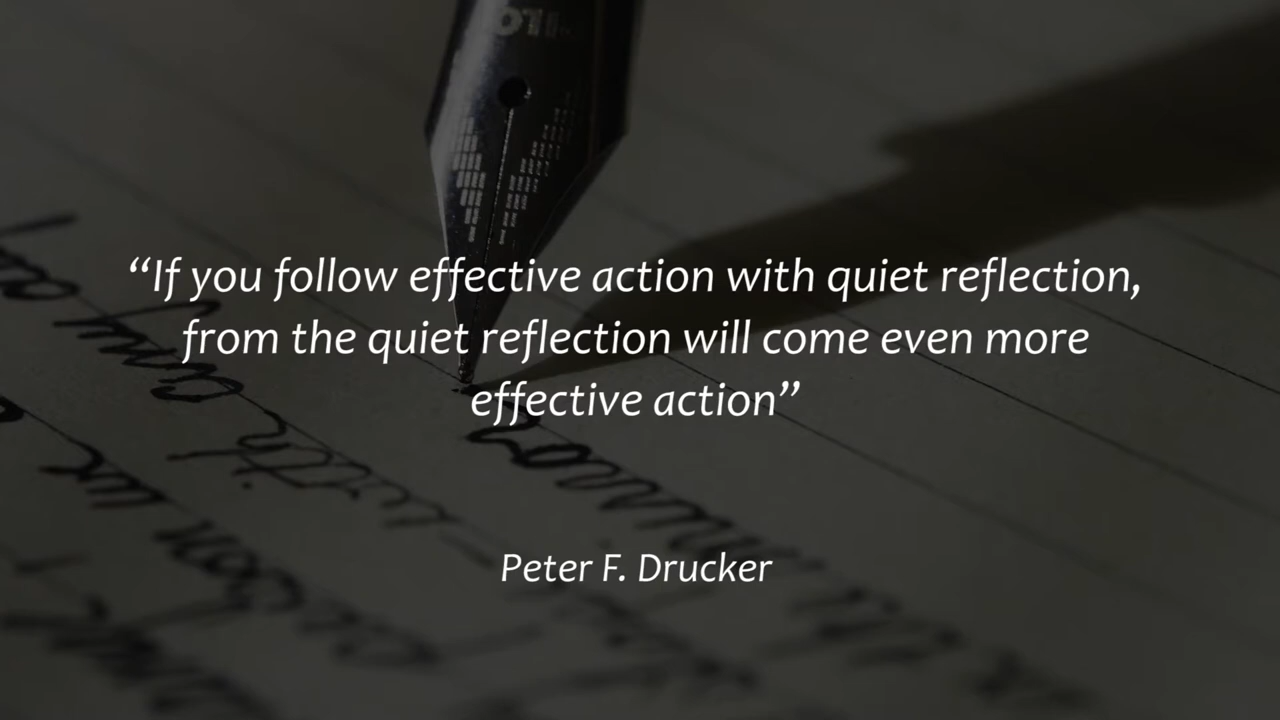 “If you follow effective action with quiet reflection,
from the quiet reflection will come even more
effective action”
Peter F. Drucker